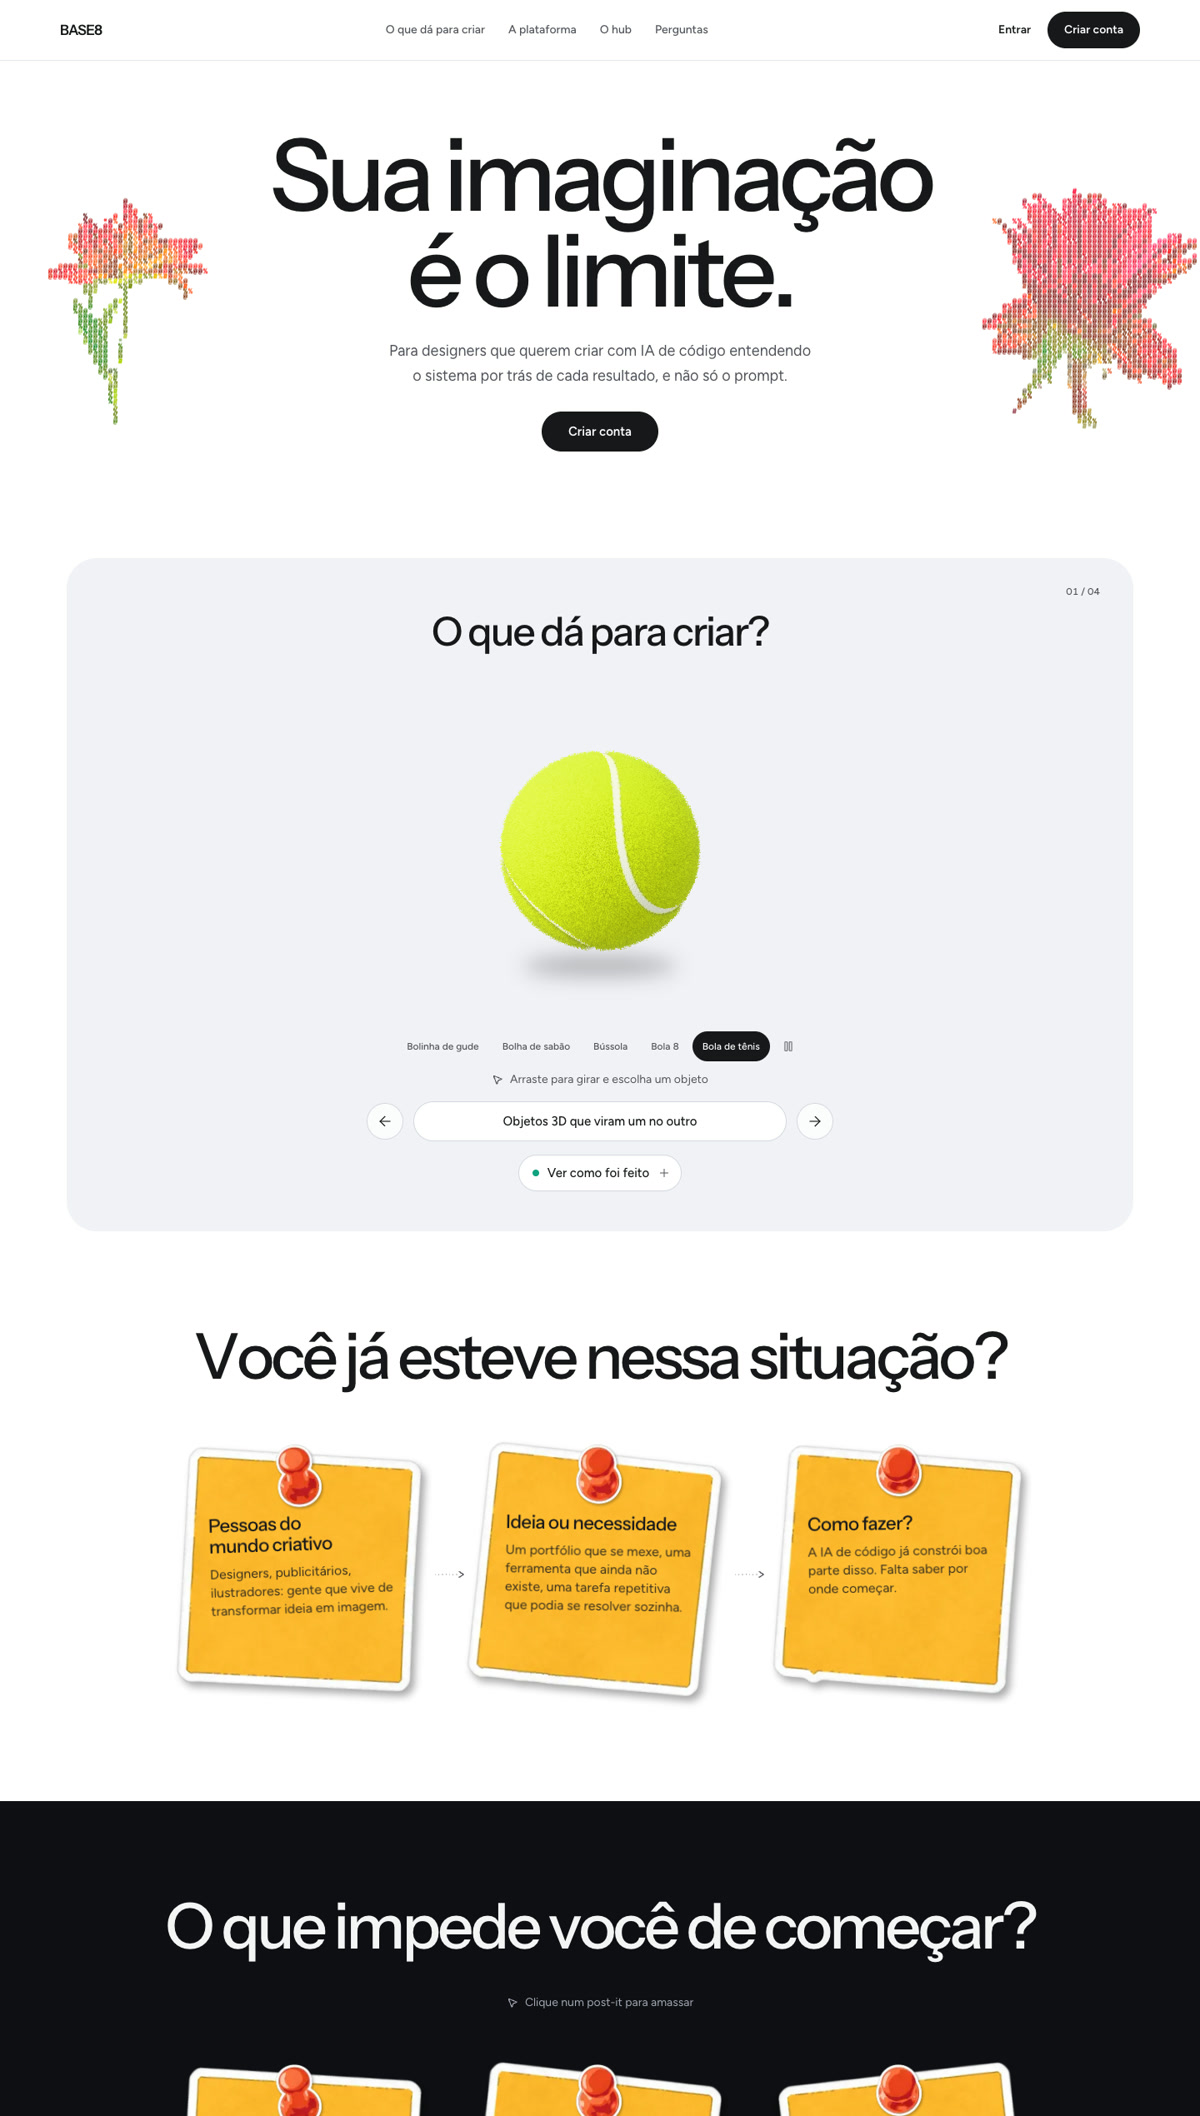 BASE8
O que dá para criar
A plataforma
O hub
Perguntas
Entrar
Criar conta
Sua imaginação
é o limite.
Para designers que querem criar com IA de código entendendo
o sistema por trás de cada resultado, e não só o prompt.
Criar conta
01 / 04
O que dá para criar?
Bolinha de gude
Bolha de sabão
Bússola
Bola 8
Bola de tênis
Arraste para girar e escolha um objeto
Objetos 3D que viram um no outro
Ver como foi feito
Você já esteve nessa situação?
Pessoas do
mundo criativo
Designers, publicitários,
ilustradores: gente que vive de
transformar ideia em imagem.
Ideia ou necessidade
Um portfólio que se mexe, uma
ferramenta que ainda não
existe, uma tarefa repetitiva
que podia se resolver sozinha.
Como fazer?
A IA de código já constrói boa
parte disso. Falta saber por
onde começar.
O que impede você de começar?
Clique num post-it para amassar